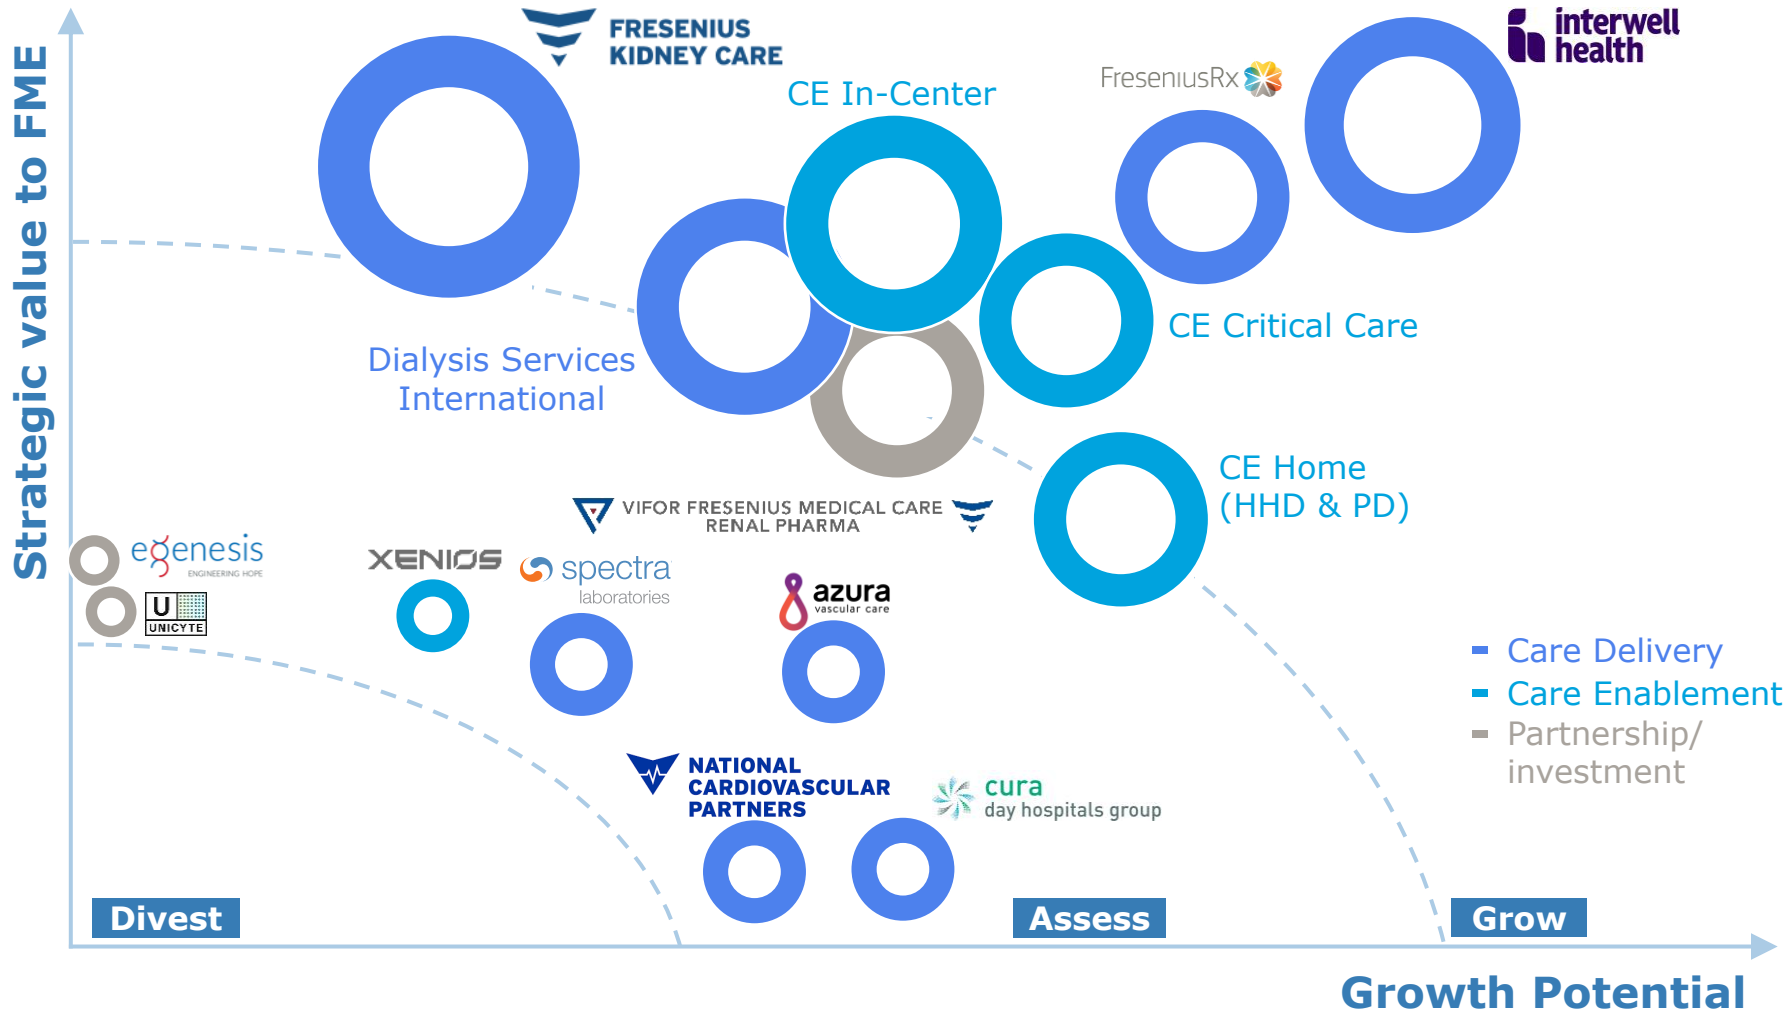 Strategic value to FME
FRESENIUS
KIDNEY CARE
interwell
health
FreseniusRx
CE In-Center
CE Critical Care
Dialysis Services
International
CE Home
(HHD & PD)
VIFOR FRESENIUS MEDICAL CARE
RENAL PHARMA
egenesis
ENGINEERING HOPE
XENIOS
spectra
laboratories
azura
vascular care
U
UNICYTE
Care Delivery
Care Enablement
Partnership/
investment
NATIONAL
CARDIOVASCULAR
PARTNERS
cura
day hospitals group
Divest
Assess
Grow
Growth Potential